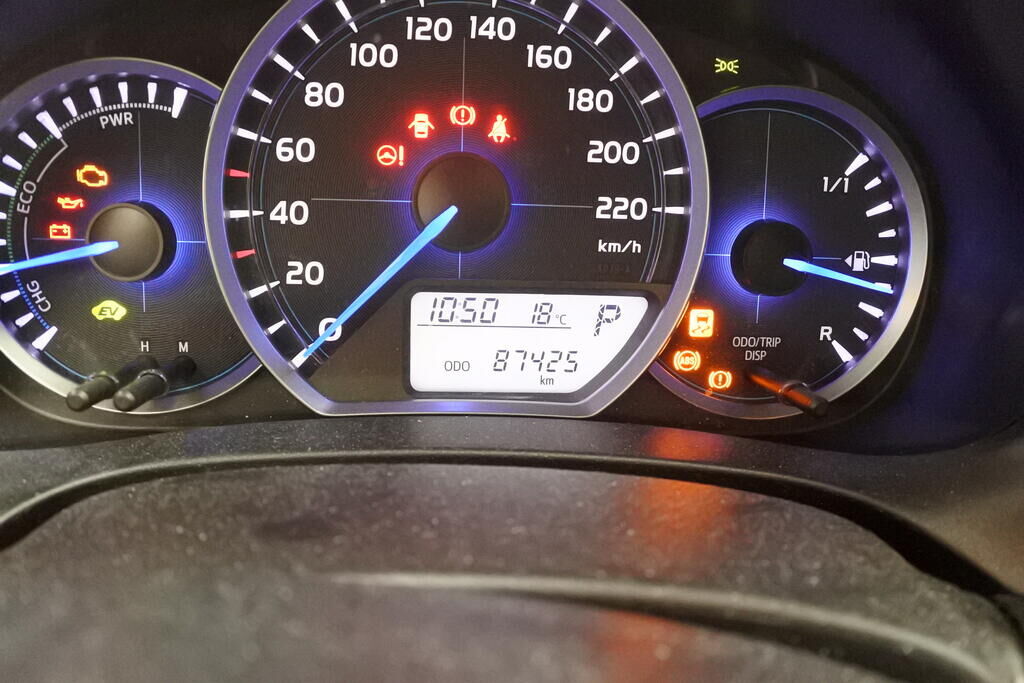 120
140
100
160
80
180
60
200
40
220
km/h
20
0
PWR
ECO
CHG
EV
H
M
10:50
18°C
P
ODO
87425
km
1/1
R
ODO/TRIP
DISP
ABS